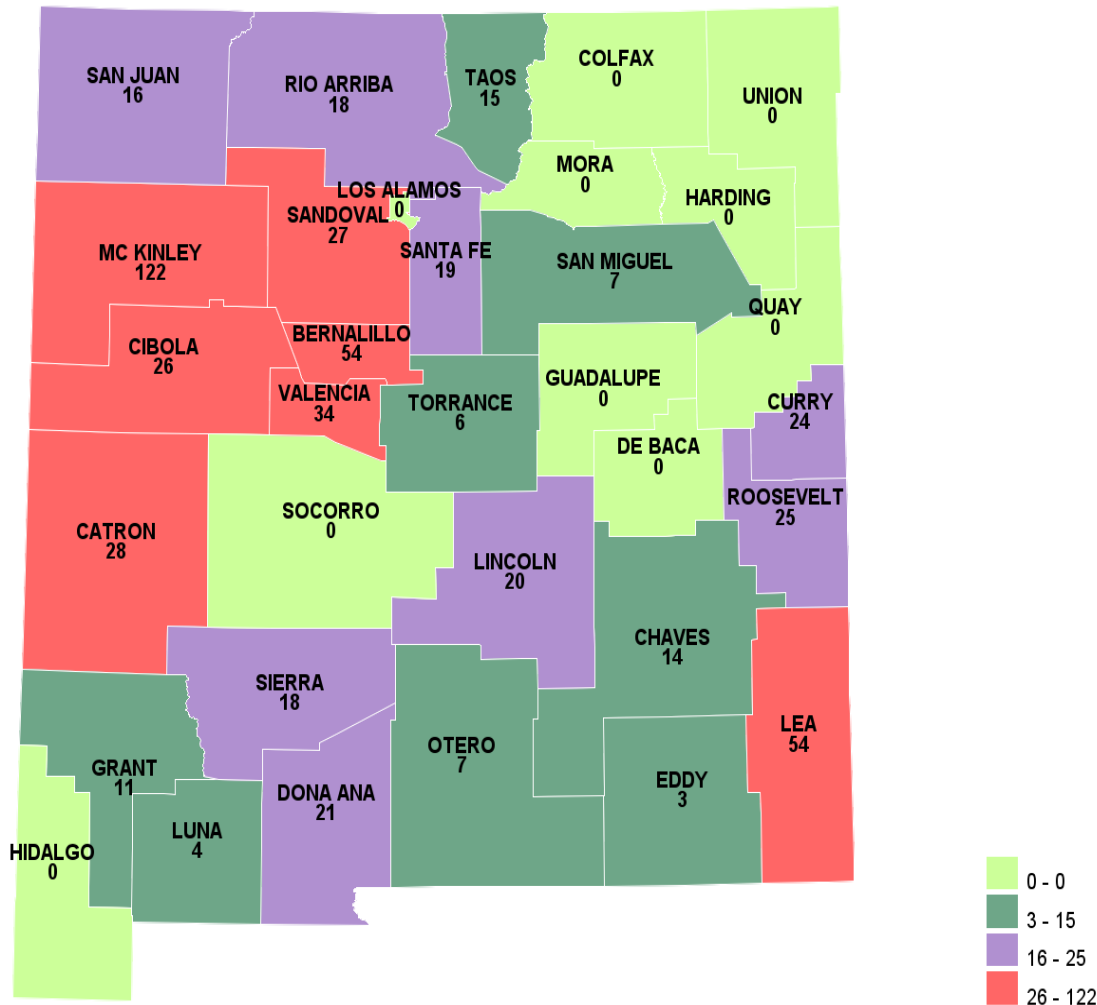 COLFAX
0
SAN JUAN
16
RIO ARRIBA
18
TAOS
15
UNION
0
MORA
0
LOS ALAMOS
0
HARDING
0
SANDOVAL
27
MC KINLEY
122
SANTA FE
19
SAN MIGUEL
7
QUAY
0
BERNALILLO
54
CIBOLA
26
GUADALUPE
0
VALENCIA
34
TORRANCE
6
CURRY
24
DE BACA
0
ROOSEVELT
25
SOCORRO
0
CATRON
28
LINCOLN
20
CHAVES
14
SIERRA
18
LEA
54
OTERO
7
GRANT
11
EDDY
3
DONA ANA
21
LUNA
4
HIDALGO
0
0 - 0
3 - 15
16 - 25
26 - 122